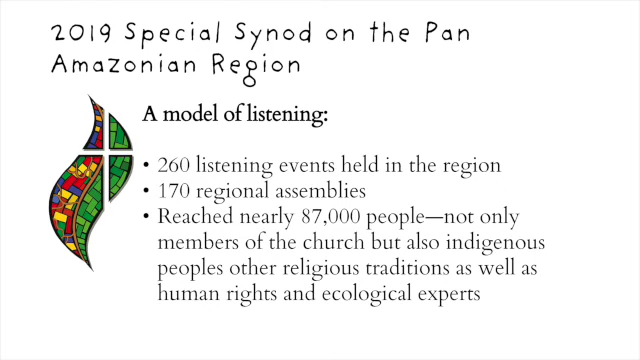 2019 Special Synod on the Pan
Amazonian Region
A model of listening:
• 260 listening events held in the region
• 170 regional assemblies
• Reached nearly 87,000 people—not only
members of the church but also indigenous
peoples other religious traditions as well as
human rights and ecological experts